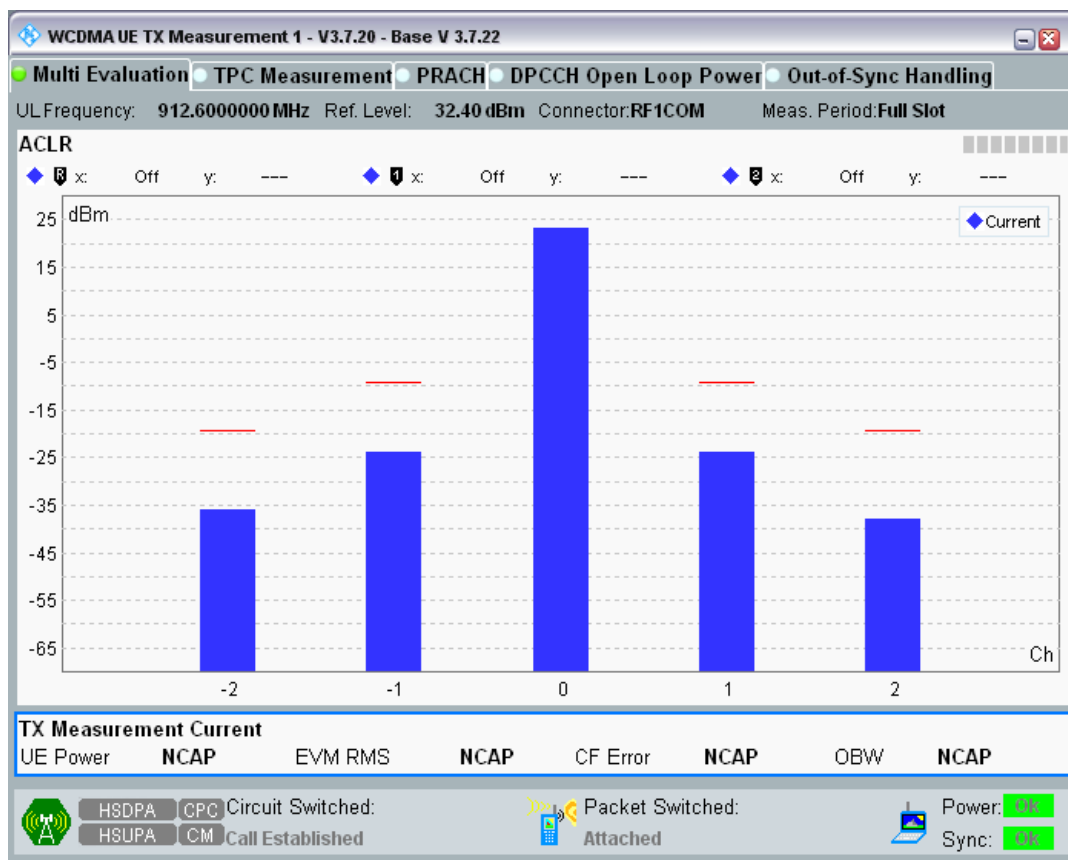 WCDMA UE TX Measurement 1 - V3.7.20 - Base V 3.7.22
Multi Evaluation TPC Measurement PRACH DPCCH Open Loop Power Out-of-Sync Handling
UL Frequency: 912.6000000 MHz Ref. Level: 32.40 dBm Connector: RF1COM Meas. Period: Full Slot
ACLR
R x: Off y: --- 1 x: Off y: --- 2 x: Off y: ---
dBm
Current
25
15
5
-5
-15
-25
-35
-45
-55
-65
Ch
-2 -1 0 1 2
TX Measurement Current
UE Power NCAP EVM RMS NCAP CF Error NCAP OBW NCAP
HSDPA CPC Circuit Switched: Packet Switched: Power: OK
HSUPA CM Call Established Attached Sync: OK